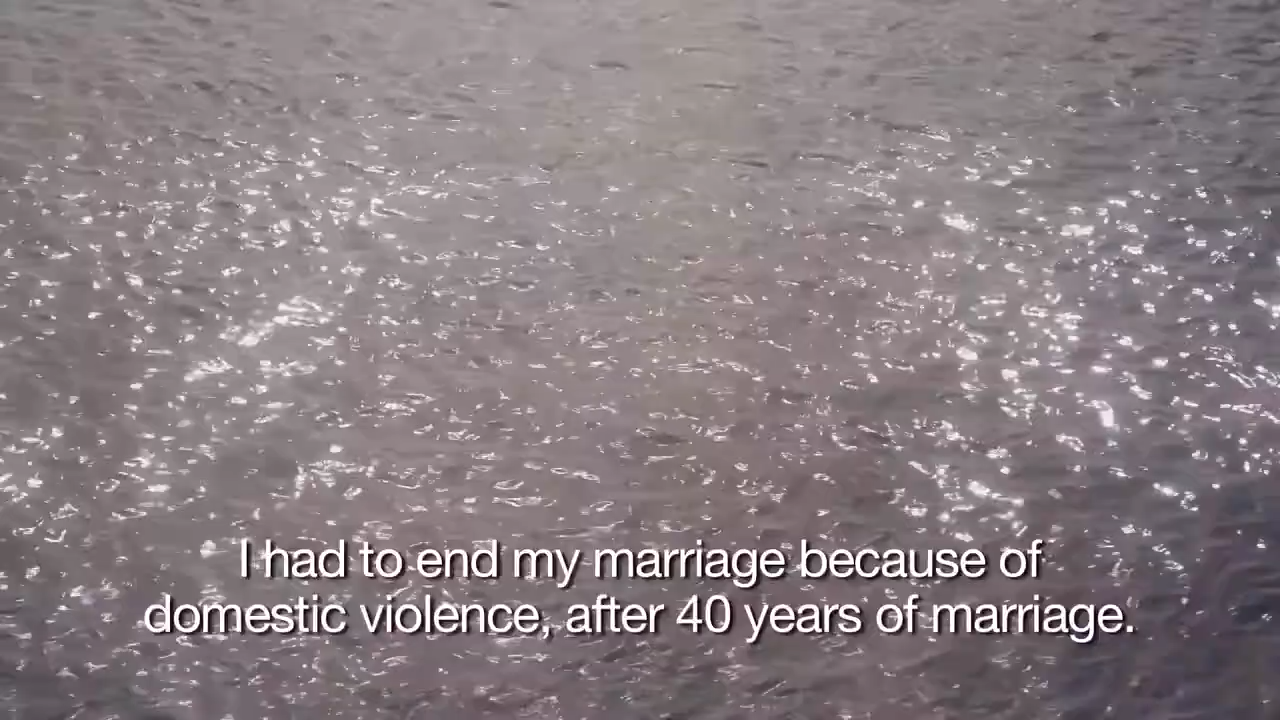 I had to end my marriage because of
domestic violence, after 40 years of marriage.